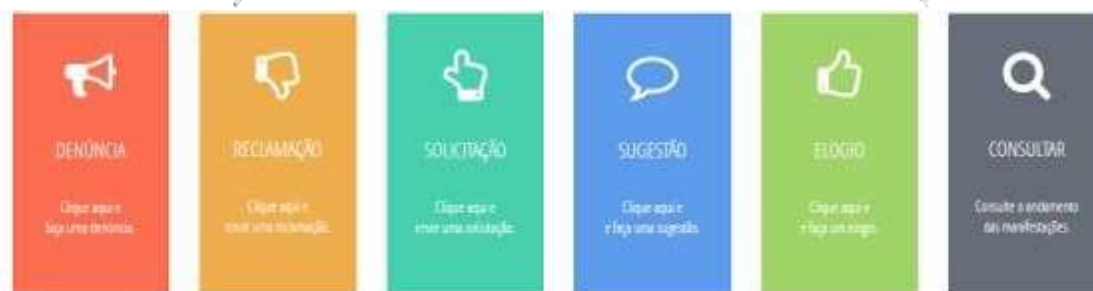 DENÚNCIA
Clique aqui e
faça uma denúncia.
RECLAMAÇÃO
Clique aqui e
envie uma reclamação.
SOLICITAÇÃO
Clique aqui e
envie uma solicitação.
SUGESTÃO
Clique aqui e
e faça uma sugestão.
ELOGIO
Clique aqui e
e faça um elogio.
CONSULTAR
Consulte o andamento
das manifestações.